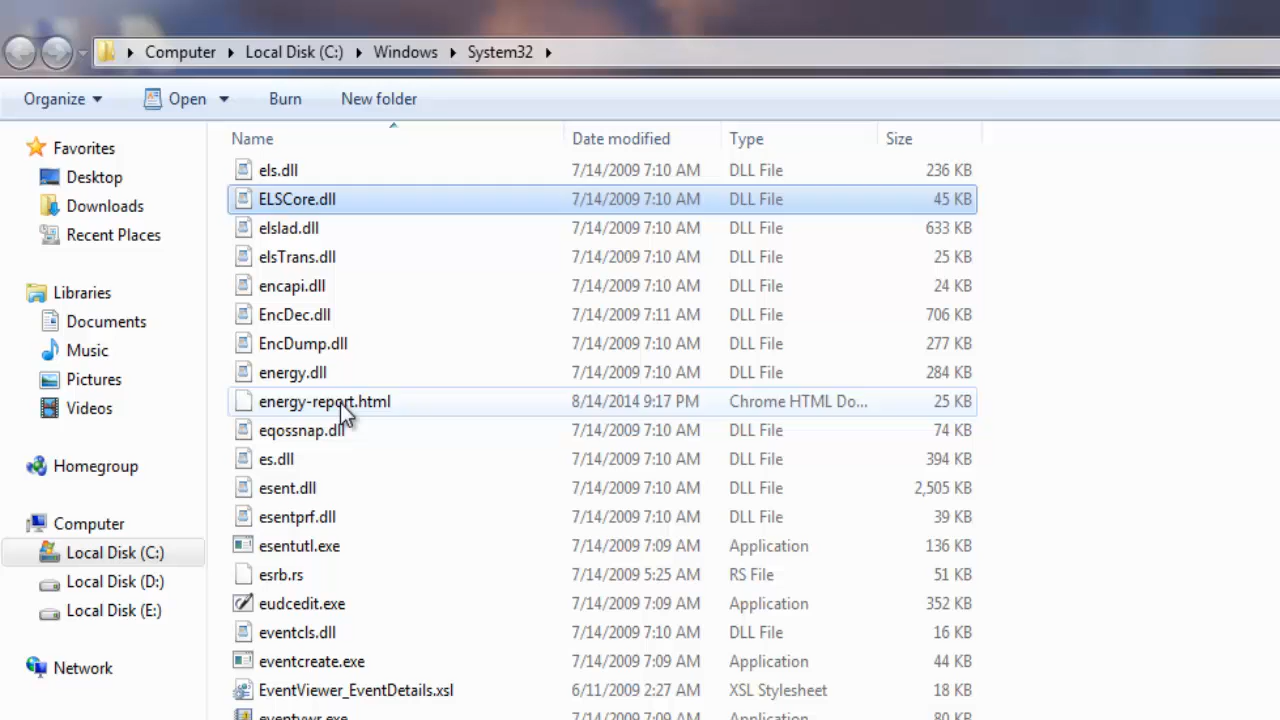 Computer Local Disk (C:) Windows System32
Organize Open Burn New folder
Favorites
Desktop
Downloads
Recent Places
Libraries
Documents
Music
Pictures
Videos
Homegroup
Computer
Local Disk (C:)
Local Disk (D:)
Local Disk (E:)
Network
Name Date modified Type Size
els.dll 7/14/2009 7:10 AM DLL File 236 KB
ELSCore.dll 7/14/2009 7:10 AM DLL File 45 KB
elslad.dll 7/14/2009 7:10 AM DLL File 633 KB
elsTrans.dll 7/14/2009 7:10 AM DLL File 25 KB
encapi.dll 7/14/2009 7:10 AM DLL File 24 KB
EncDec.dll 7/14/2009 7:11 AM DLL File 706 KB
EncDump.dll 7/14/2009 7:10 AM DLL File 277 KB
energy.dll 7/14/2009 7:10 AM DLL File 284 KB
energy-report.html 8/14/2014 9:17 PM Chrome HTML Do... 25 KB
eqossnap.dll 7/14/2009 7:10 AM DLL File 74 KB
es.dll 7/14/2009 7:10 AM DLL File 394 KB
esent.dll 7/14/2009 7:10 AM DLL File 2,505 KB
esentprf.dll 7/14/2009 7:10 AM DLL File 39 KB
esentutl.exe 7/14/2009 7:09 AM Application 136 KB
esrb.rs 7/14/2009 5:25 AM RS File 51 KB
eudcedit.exe 7/14/2009 7:09 AM Application 352 KB
eventcls.dll 7/14/2009 7:10 AM DLL File 16 KB
eventcreate.exe 7/14/2009 7:09 AM Application 44 KB
EventViewer_EventDetails.xsl 6/11/2009 2:27 AM XSL Stylesheet 18 KB
eventvwr.exe 7/14/2009 7:09 AM Application 80 KB